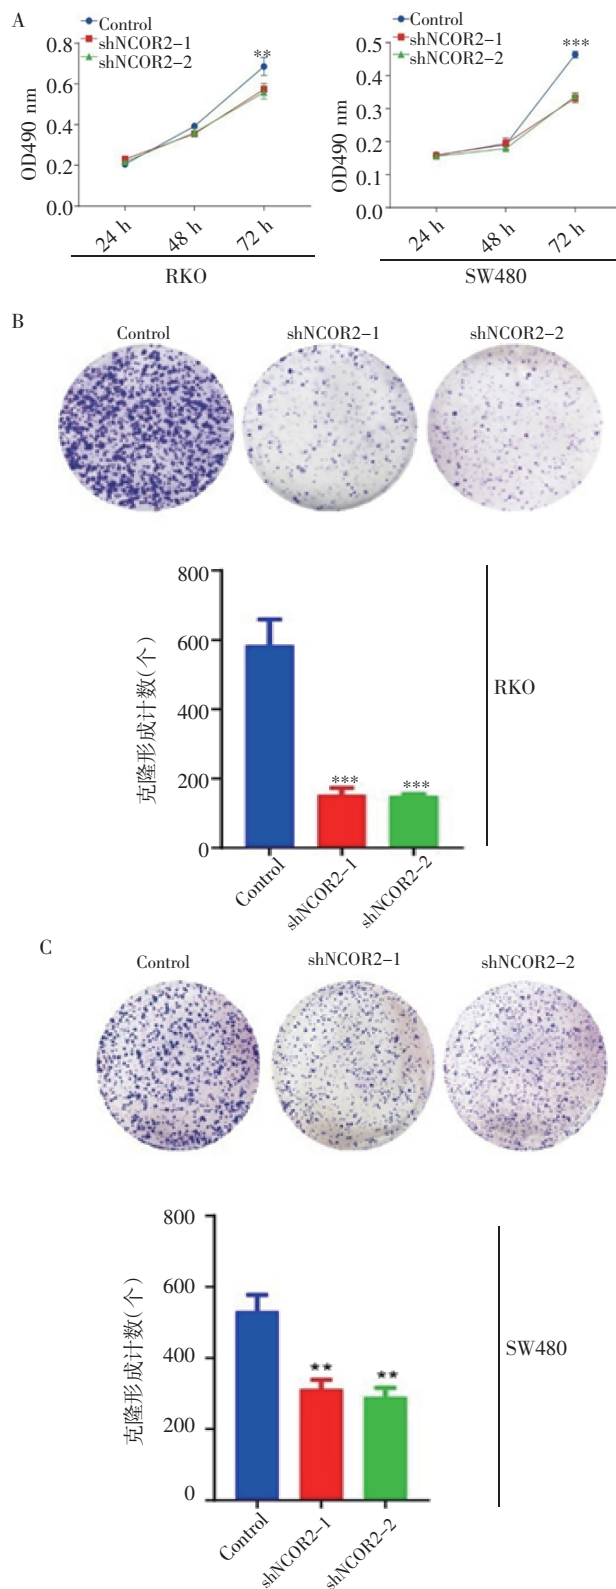 A
Control
shNCOR2-1
shNCOR2-2
OD490 nm
0.8
0.6
0.4
0.2
0.0
**
24 h
48 h
72 h
RKO
Control
shNCOR2-1
shNCOR2-2
OD490 nm
0.5
0.4
0.3
0.2
0.1
0.0
***
24 h
48 h
72 h
SW480
B
Control
shNCOR2-1
shNCOR2-2
克隆形成计数(个)
800
600
400
200
0
***
***
Control
shNCOR2-1
shNCOR2-2
RKO
C
Control
shNCOR2-1
shNCOR2-2
克隆形成计数(个)
800
600
400
200
0
**
**
Control
shNCOR2-1
shNCOR2-2
SW480